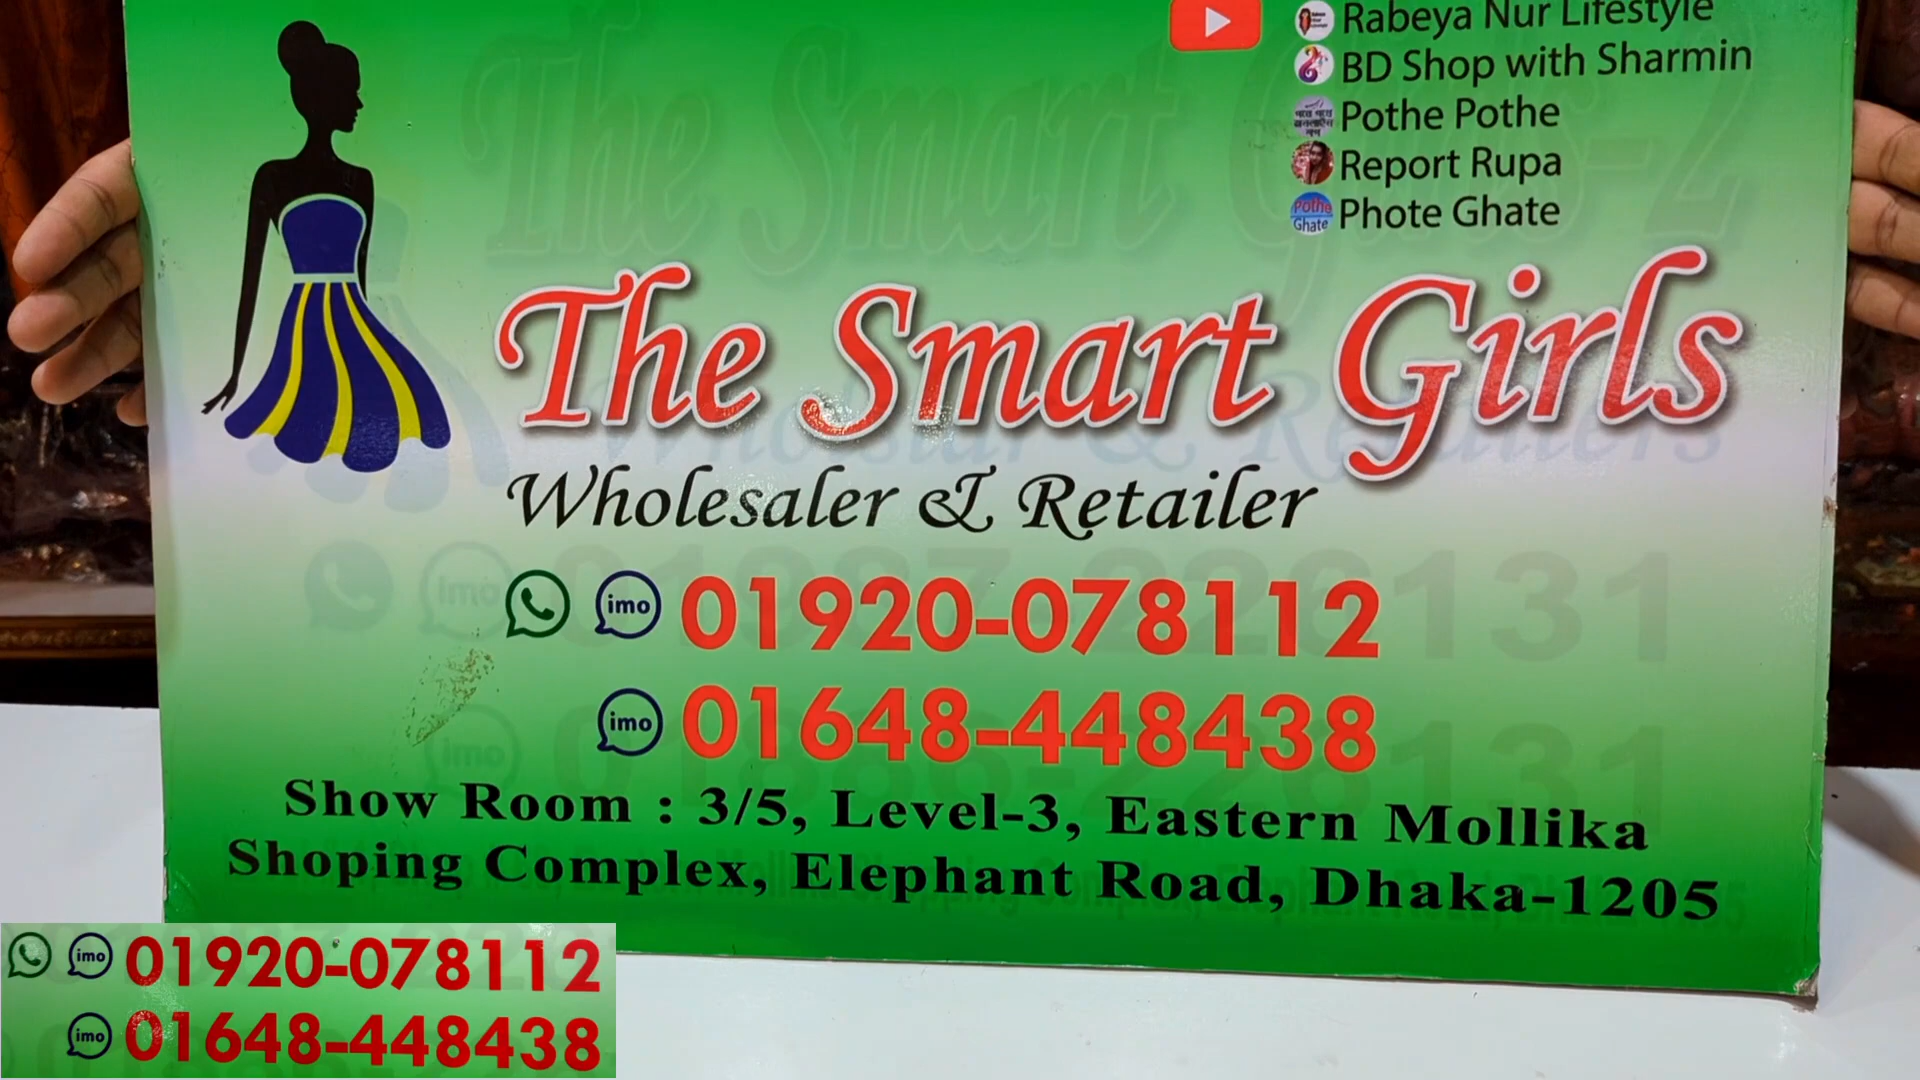 Rabeya Nur Lifestyle
BD Shop with Sharmin
Pothe Pothe
Report Rupa
Pothe
Ghate
Phote Ghate
The Smart Girls
Wholesaler & Retailer
imo 01920-078112
imo 01648-448438
Show Room : 3/5, Level-3, Eastern Mollika
Shoping Complex, Elephant Road, Dhaka-1205
imo 01920-078112
imo 01648-448438